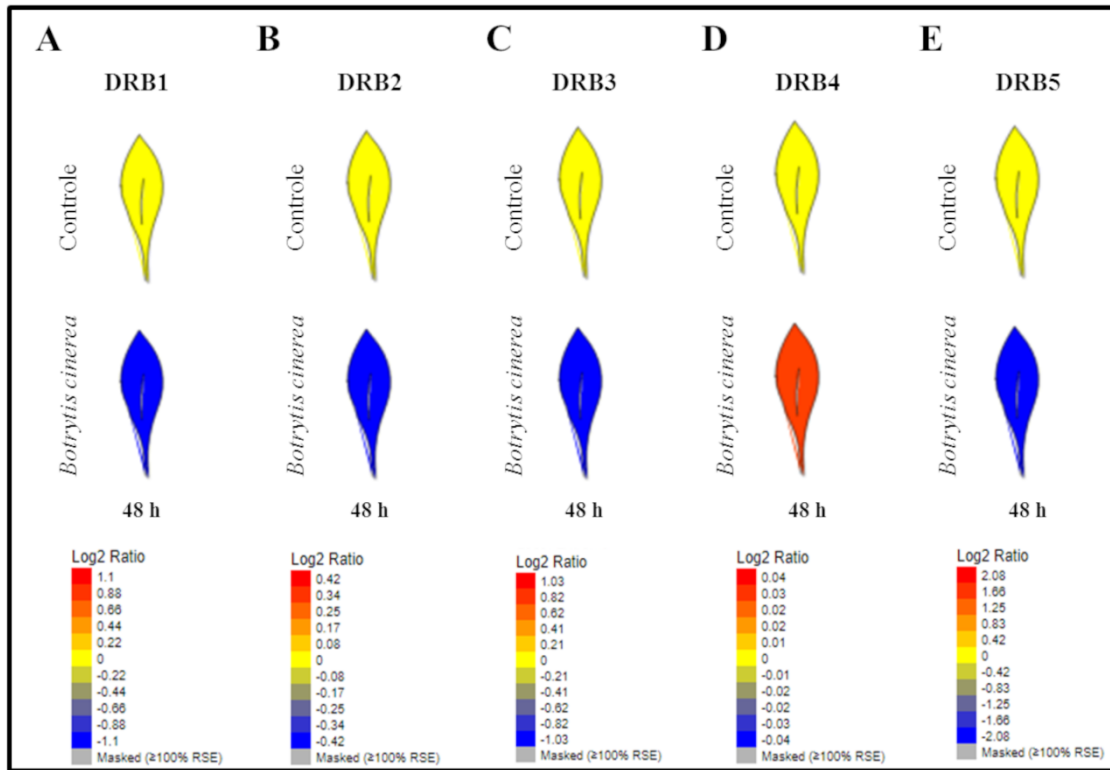 A
B
C
D
E
DRB1
DRB2
DRB3
DRB4
DRB5
Controle
Controle
Controle
Controle
Controle
Botrytis cinerea
Botrytis cinerea
Botrytis cinerea
Botrytis cinerea
Botrytis cinerea
48 h
48 h
48 h
48 h
48 h
Log2 Ratio
1.1
0.88
0.66
0.44
0.22
0
-0.22
-0.44
-0.66
-0.88
-1.1
Masked (≥100% RSE)
Log2 Ratio
0.42
0.34
0.25
0.17
0.08
0
-0.08
-0.17
-0.25
-0.34
-0.42
Masked (≥100% RSE)
Log2 Ratio
1.03
0.82
0.62
0.41
0.21
0
-0.21
-0.41
-0.62
-0.82
-1.03
Masked (≥100% RSE)
Log2 Ratio
0.04
0.03
0.02
0.02
0.01
0
-0.01
-0.02
-0.02
-0.03
-0.04
Masked (≥100% RSE)
Log2 Ratio
2.08
1.66
1.25
0.83
0.42
0
-0.42
-0.83
-1.25
-1.66
-2.08
Masked (≥100% RSE)